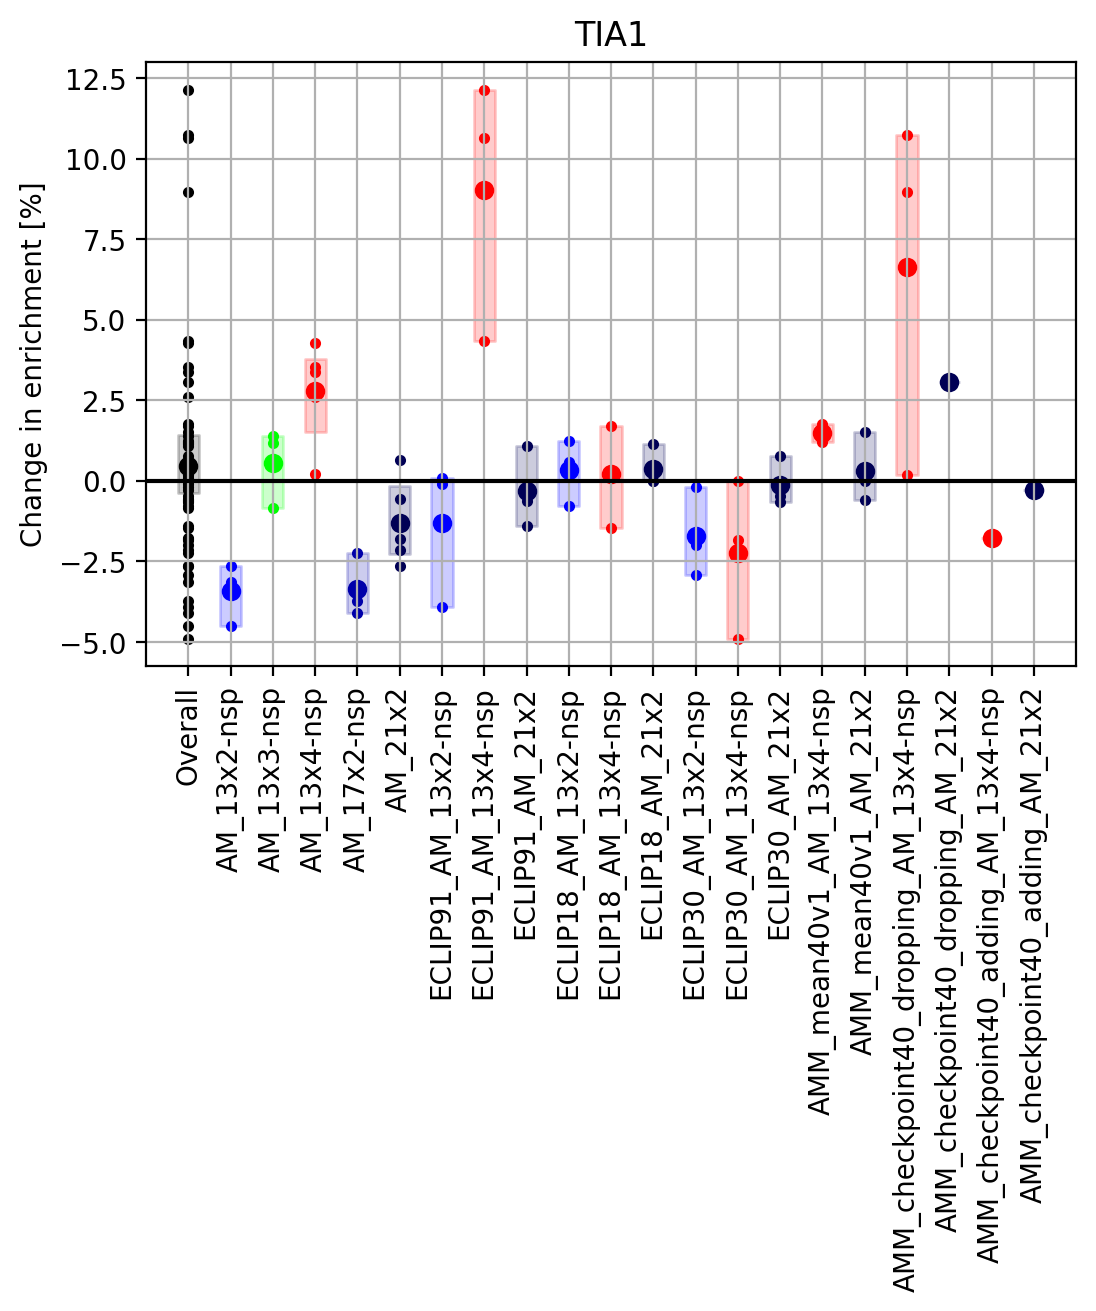 TIA1
Change in enrichment [%]
12.5
10.0
7.5
5.0
2.5
0.0
−2.5
−5.0
Overall
AM_13x2-nsp
AM_13x3-nsp
AM_13x4-nsp
AM_17x2-nsp
AM_21x2
ECLIP91_AM_13x2-nsp
ECLIP91_AM_13x4-nsp
ECLIP91_AM_21x2
ECLIP18_AM_13x2-nsp
ECLIP18_AM_13x4-nsp
ECLIP18_AM_21x2
ECLIP30_AM_13x2-nsp
ECLIP30_AM_13x4-nsp
ECLIP30_AM_21x2
AMM_mean40v1_AM_13x4-nsp
AMM_mean40v1_AM_21x2
AMM_checkpoint40_dropping_AM_13x4-nsp
AMM_checkpoint40_dropping_AM_21x2
AMM_checkpoint40_adding_AM_13x4-nsp
AMM_checkpoint40_adding_AM_21x2